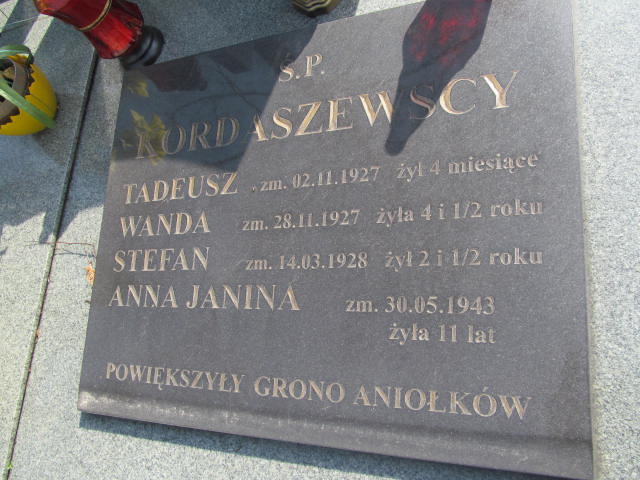 Ś.P.
KORDASZEWSCY
TADEUSZ . zm. 02.11.1927 żył 4 miesiące
WANDA zm. 28.11.1927 żyła 4 i 1/2 roku
STEFAN zm. 14.03.1928 żył 2 i 1/2 roku
ANNA JANINA zm. 30.05.1943
żyła 11 lat
POWIĘKSZYŁY GRONO ANIOŁKÓW